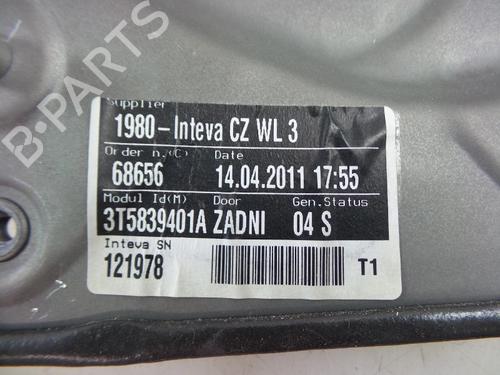 Supplier
1980-Inteva CZ WL 3
Order n.(C) Date
68656 14.04.2011 17:55
Modul Id(M) Door Gen.Status
3T5839401A ZADNI 04 S
Inteva SN
121978 T1
B-PARTS